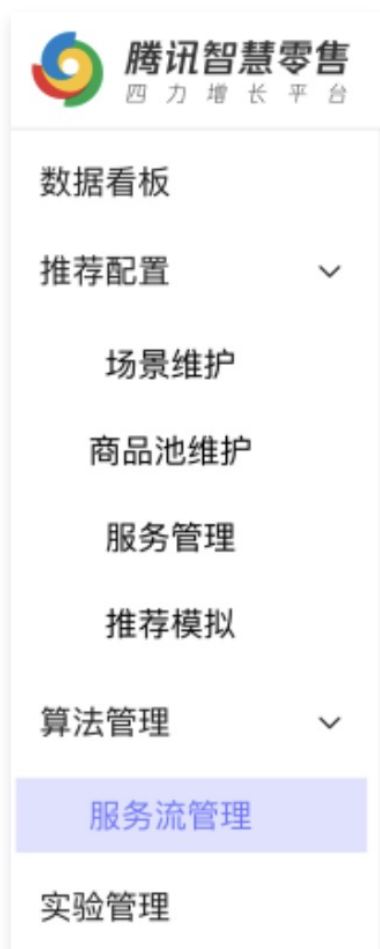 腾讯智慧零售
四力增长平台
数据看板
推荐配置
场景维护
商品池维护
服务管理
推荐模拟
算法管理
服务流管理
实验管理